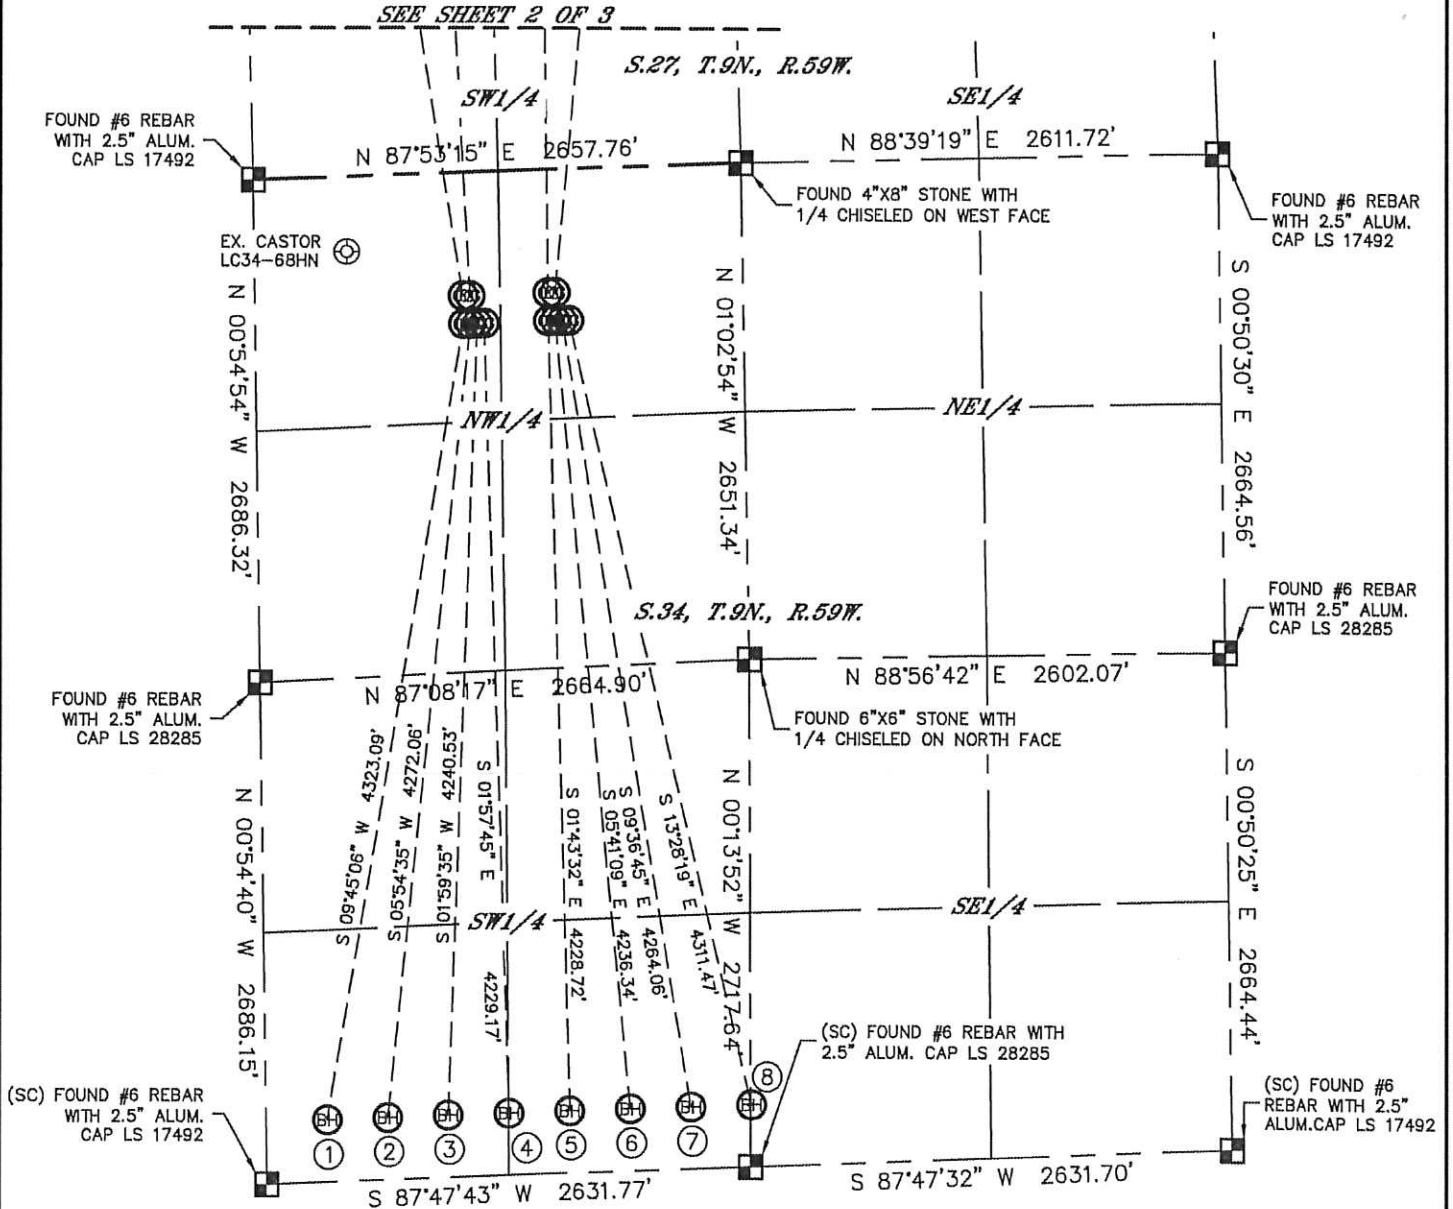 SEE SHEET 2 OF 3
S.27, T.9N., R.59W.
SW1/4
SE1/4
FOUND #6 REBAR
WITH 2.5" ALUM.
CAP LS 17492
N 87°53'15" E 2657.76'
N 88°39'19" E 2611.72'
FOUND 4"X8" STONE WITH
1/4 CHISELED ON WEST FACE
FOUND #6 REBAR
WITH 2.5" ALUM.
CAP LS 17492
EX. CASTOR
LC34-68HN
N 00°54'54" W 2686.32'
N 01°02'54" W 2651.34'
S 00°50'30" E 2664.56'
NW1/4
NE1/4
S.34, T.9N., R.59W.
FOUND #6 REBAR
WITH 2.5" ALUM.
CAP LS 28285
N 87°08'17" E 2664.90'
N 88°56'42" E 2602.07'
FOUND #6 REBAR
WITH 2.5" ALUM.
CAP LS 28285
FOUND 6"X6" STONE WITH
1/4 CHISELED ON NORTH FACE
N 00°54'40" W 2686.15'
S 09°45'06" W 4323.09'
S 05°54'35" W 4272.06'
S 01°59'35" W 4240.53'
S 01°57'45" E 4229.17'
S 01°43'32" E 4228.72'
S 05°41'09" E 4236.34'
S 09°36'45" E 4264.06'
S 13°28'19" E 4311.47'
N 00°13'52" W 2717.64'
S 00°50'25" E 2664.44'
SW1/4
SE1/4
(SC) FOUND #6 REBAR WITH
2.5" ALUM. CAP LS 28285
(SC) FOUND #6 REBAR
WITH 2.5" ALUM.
CAP LS 17492
(SC) FOUND #6
REBAR WITH 2.5"
ALUM.CAP LS 17492
BH BH BH BH BH BH BH BH
1 2 3 4 5 6 7 8
S 87°47'43" W 2631.77'
S 87°47'32" W 2631.70'